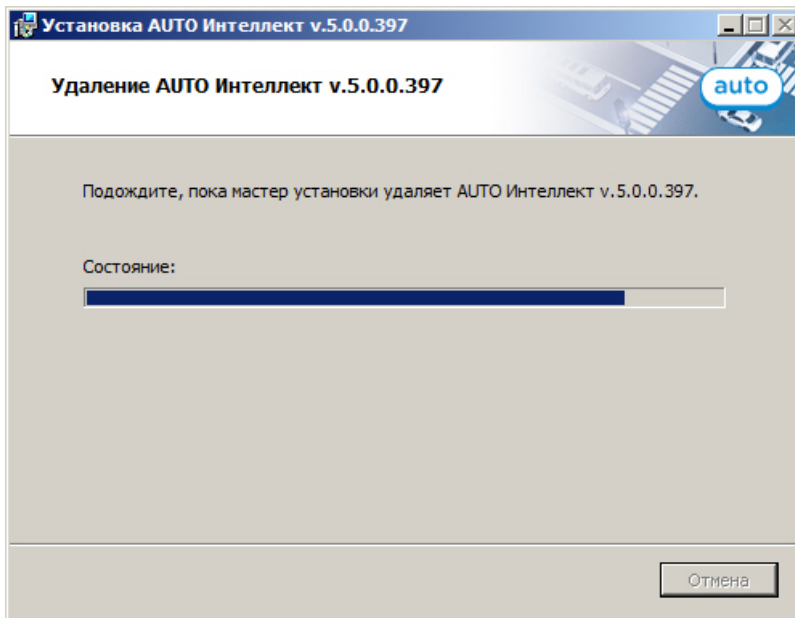 Установка AUTO Интеллект v.5.0.0.397
Удаление AUTO Интеллект v.5.0.0.397
auto
Подождите, пока мастер установки удаляет AUTO Интеллект v.5.0.0.397.
Состояние:
Отмена